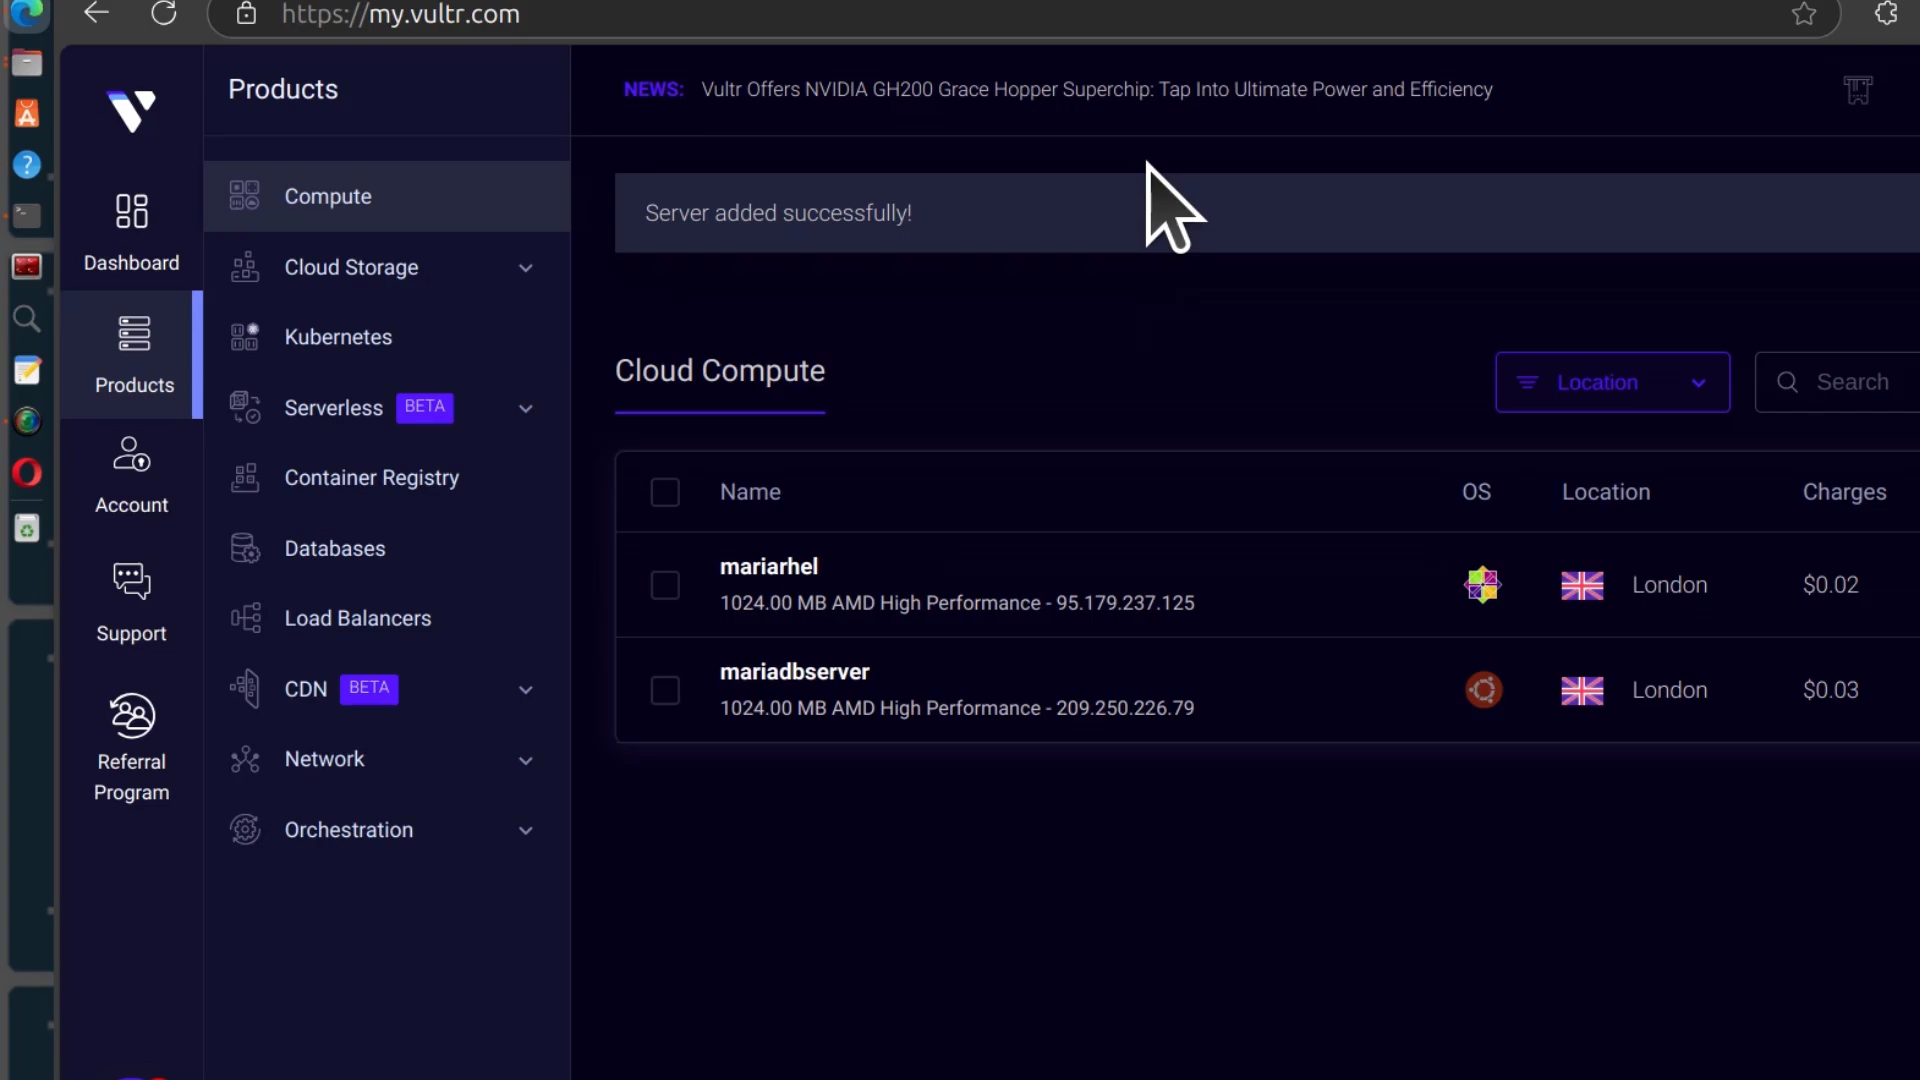 https://my.vultr.com
Products
NEWS: Vultr Offers NVIDIA GH200 Grace Hopper Superchip: Tap Into Ultimate Power and Efficiency
Dashboard
Products
Account
Support
Referral
Program
Compute
Cloud Storage
Kubernetes
Serverless BETA
Container Registry
Databases
Load Balancers
CDN BETA
Network
Orchestration
Server added successfully!
Cloud Compute
Location
Search
Name OS Location Charges
mariarhel
1024.00 MB AMD High Performance - 95.179.237.125
London $0.02
mariadbserver
1024.00 MB AMD High Performance - 209.250.226.79
London $0.03